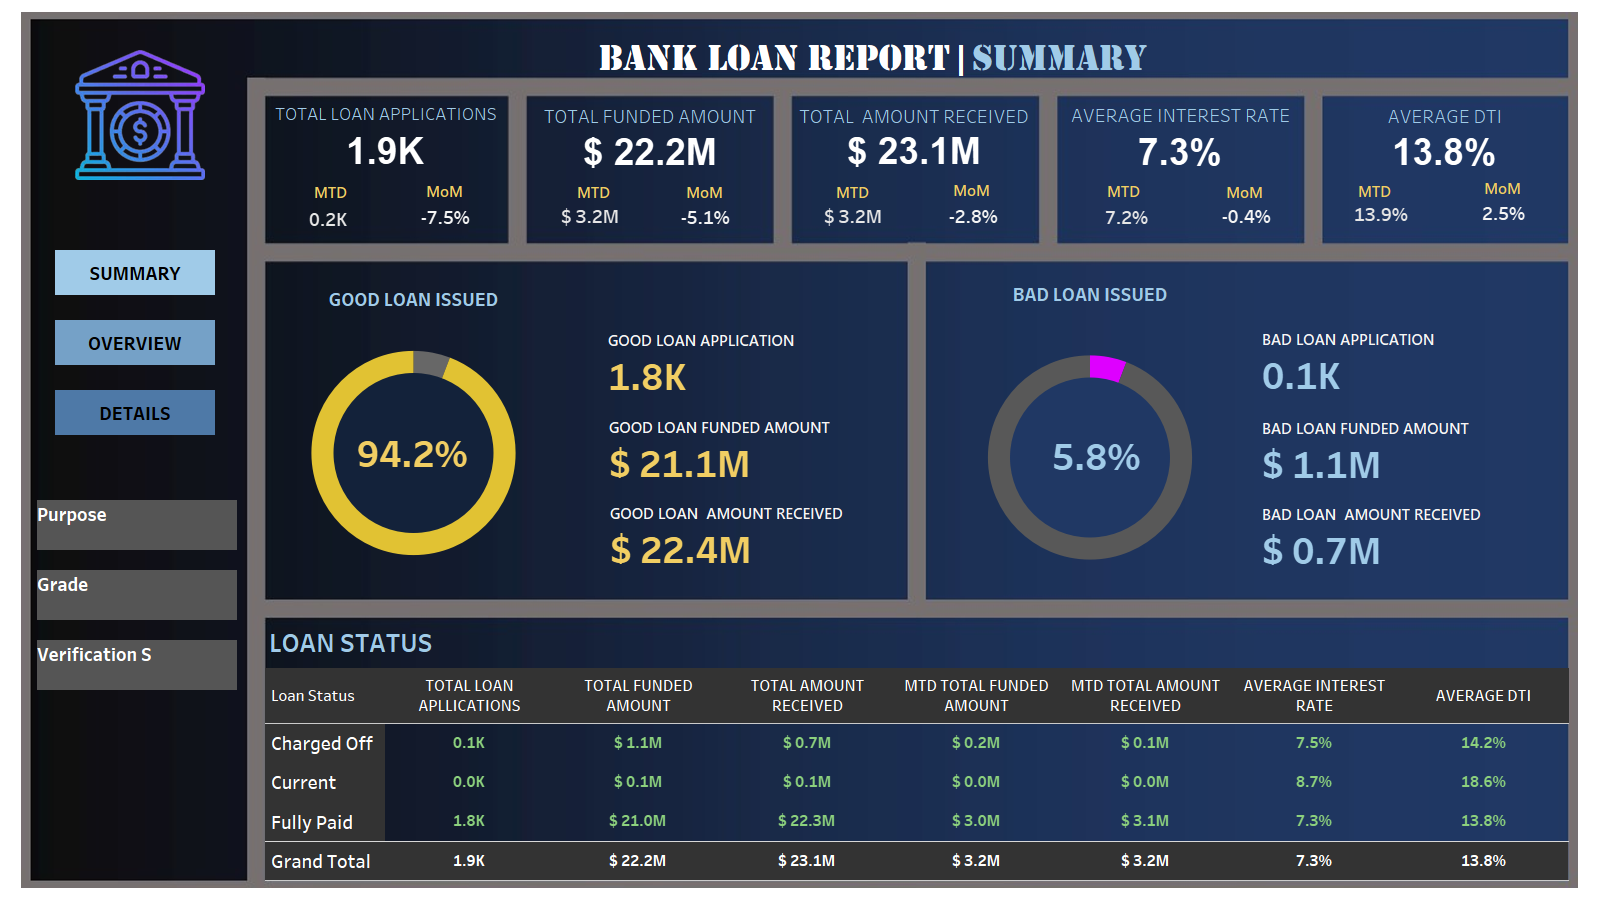 BANK LOAN REPORT | SUMMARY
TOTAL LOAN APPLICATIONS
1.9K
MTD MoM
0.2K -7.5%
TOTAL FUNDED AMOUNT
$ 22.2M
MTD MoM
$ 3.2M -5.1%
TOTAL AMOUNT RECEIVED
$ 23.1M
MTD MoM
$ 3.2M -2.8%
AVERAGE INTEREST RATE
7.3%
MTD MoM
7.2% -0.4%
AVERAGE DTI
13.8%
MTD MoM
13.9% 2.5%
SUMMARY
OVERVIEW
DETAILS
Purpose
Grade
Verification S
GOOD LOAN ISSUED
94.2%
GOOD LOAN APPLICATION
1.8K
GOOD LOAN FUNDED AMOUNT
$ 21.1M
GOOD LOAN AMOUNT RECEIVED
$ 22.4M
BAD LOAN ISSUED
5.8%
BAD LOAN APPLICATION
0.1K
BAD LOAN FUNDED AMOUNT
$ 1.1M
BAD LOAN AMOUNT RECEIVED
$ 0.7M
LOAN STATUS
Loan Status
TOTAL LOAN
APLLICATIONS
TOTAL FUNDED
AMOUNT
TOTAL AMOUNT
RECEIVED
MTD TOTAL FUNDED
AMOUNT
MTD TOTAL AMOUNT
RECEIVED
AVERAGE INTEREST
RATE
AVERAGE DTI
Charged Off 0.1K $ 1.1M $ 0.7M $ 0.2M $ 0.1M 7.5% 14.2%
Current 0.0K $ 0.1M $ 0.1M $ 0.0M $ 0.0M 8.7% 18.6%
Fully Paid 1.8K $ 21.0M $ 22.3M $ 3.0M $ 3.1M 7.3% 13.8%
Grand Total 1.9K $ 22.2M $ 23.1M $ 3.2M $ 3.2M 7.3% 13.8%